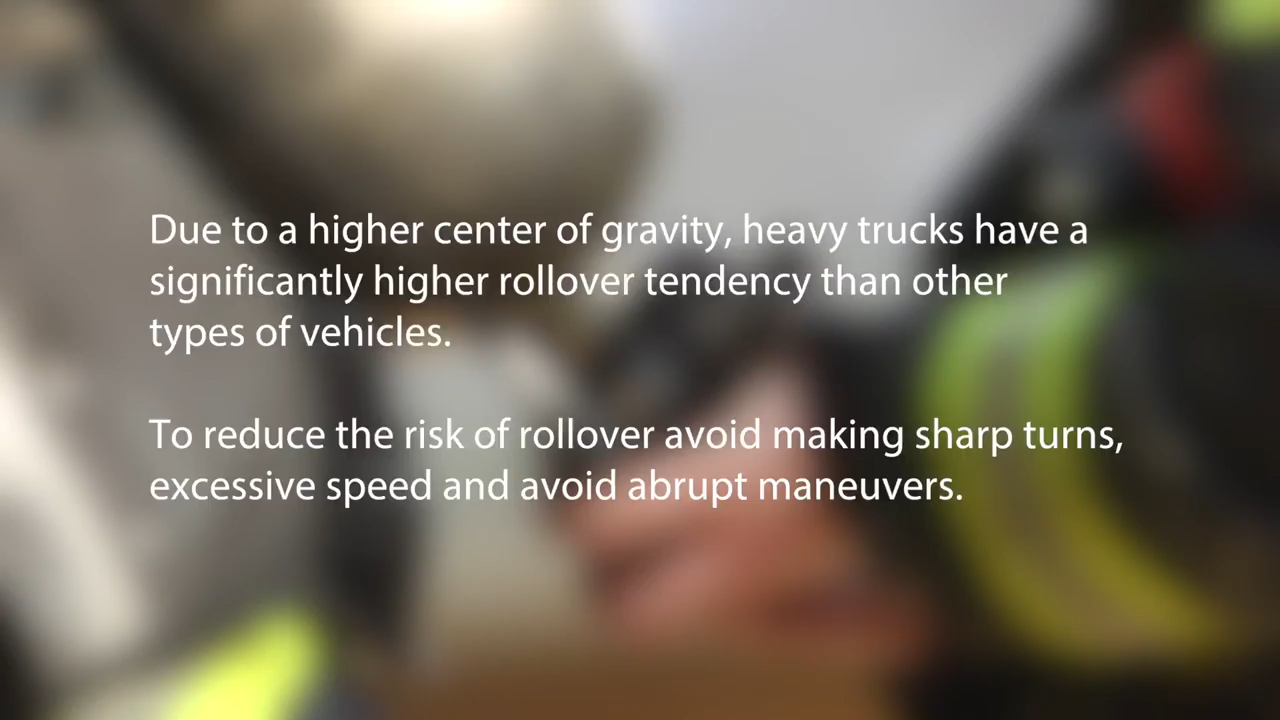 Due to a higher center of gravity, heavy trucks have a
significantly higher rollover tendency than other
types of vehicles.
To reduce the risk of rollover avoid making sharp turns,
excessive speed and avoid abrupt maneuvers.